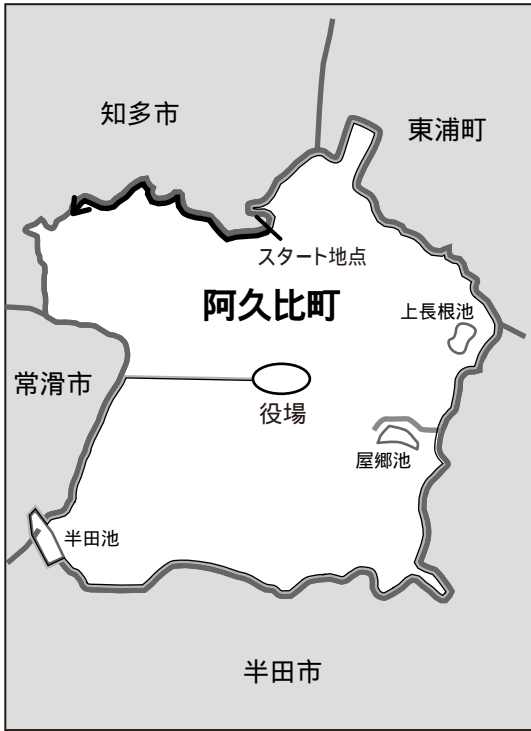 知多市
東浦町
スタート地点
阿久比町
上長根池
常滑市
役場
屋郷池
半田池
半田市